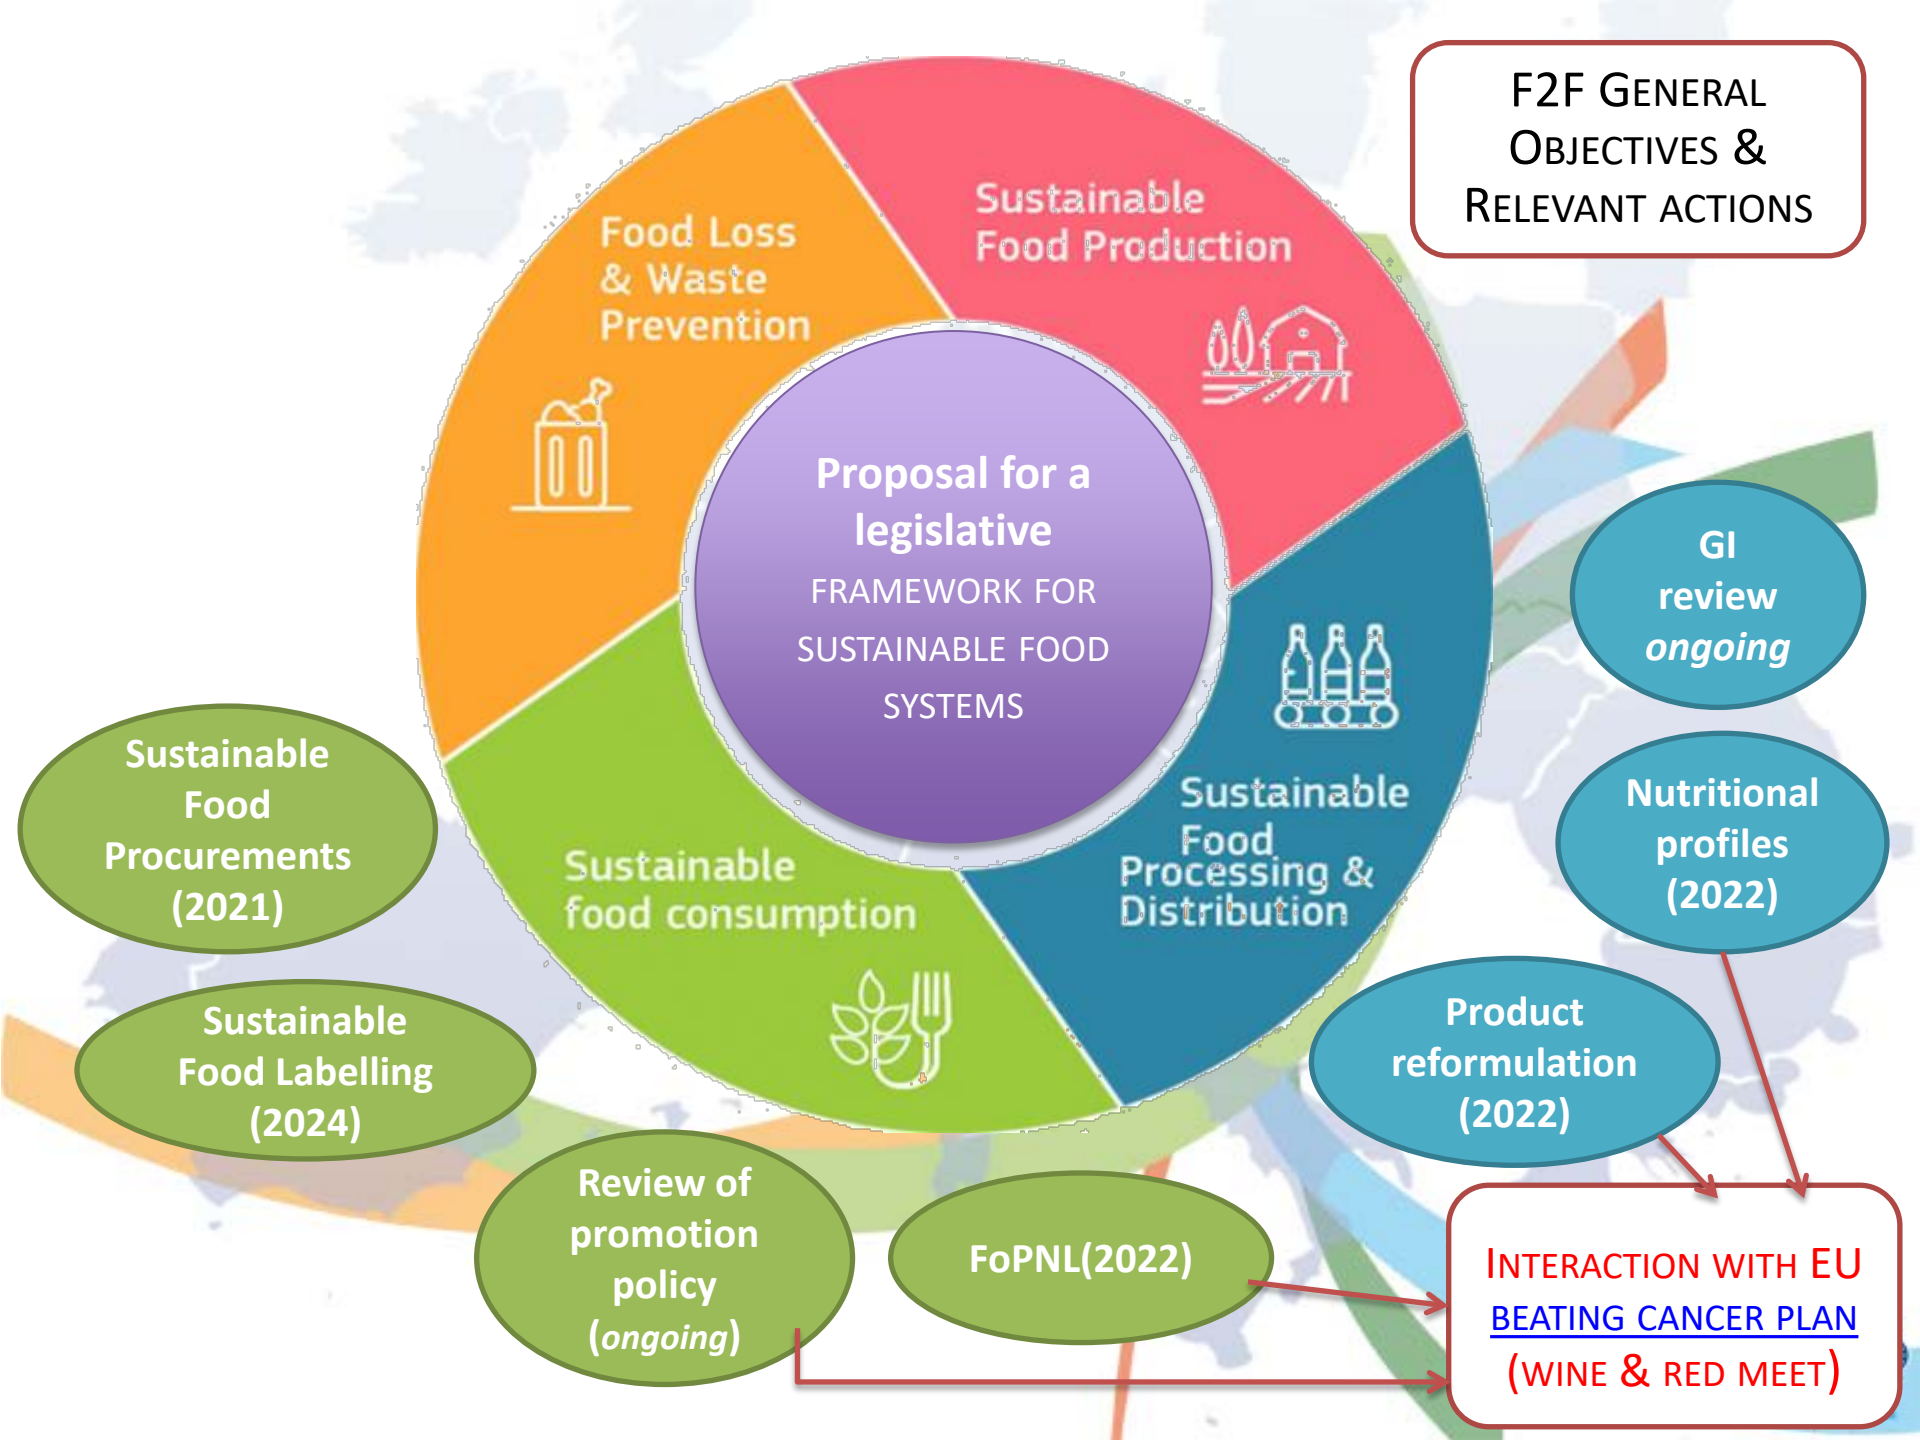 F2F GENERAL
OBJECTIVES &
RELEVANT ACTIONS
Food Loss
& Waste
Prevention
Sustainable
Food Production
Proposal for a
legislative
FRAMEWORK FOR
SUSTAINABLE FOOD
SYSTEMS
Sustainable
Food
Processing &
Distribution
Sustainable
food consumption
GI
review
ongoing
Nutritional
profiles
(2022)
Product
reformulation
(2022)
Sustainable
Food
Procurements
(2021)
Sustainable
Food Labelling
(2024)
Review of
promotion
policy
(ongoing)
FoPNL(2022)
INTERACTION WITH EU
BEATING CANCER PLAN
(WINE & RED MEET)